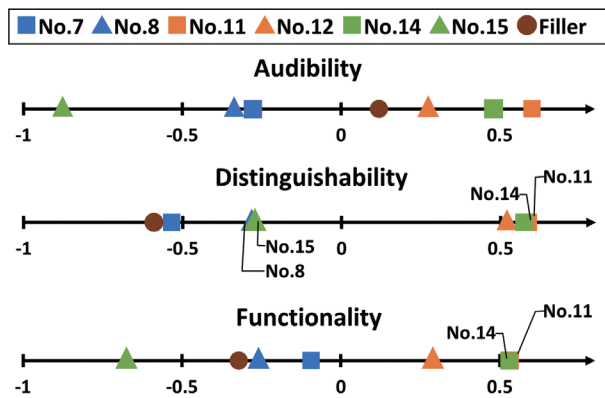 No.7 No.8 No.11 No.12 No.14 No.15 Filler
Audibility
-1 -0.5 0 0.5
Distinguishability
No.11
No.14
No.15
No.8
-1 -0.5 0 0.5
Functionality
No.11
No.14
-1 -0.5 0 0.5